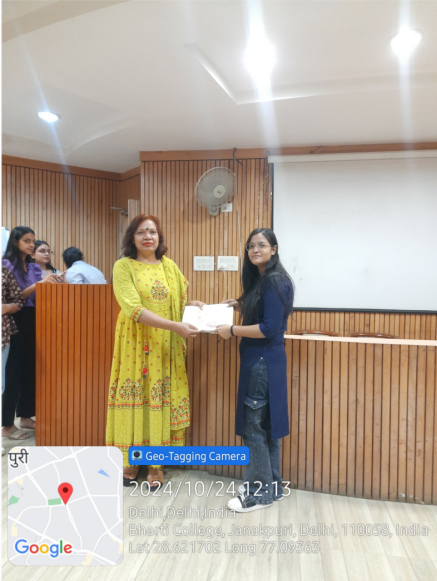 पुरी
Google
Geo-Tagging Camera
2024/10/24 12:13
Delhi,Delhi,India
Bharti College, Janakpuri, Delhi, 110058, India
Lat 28.621702 Long 77.09363